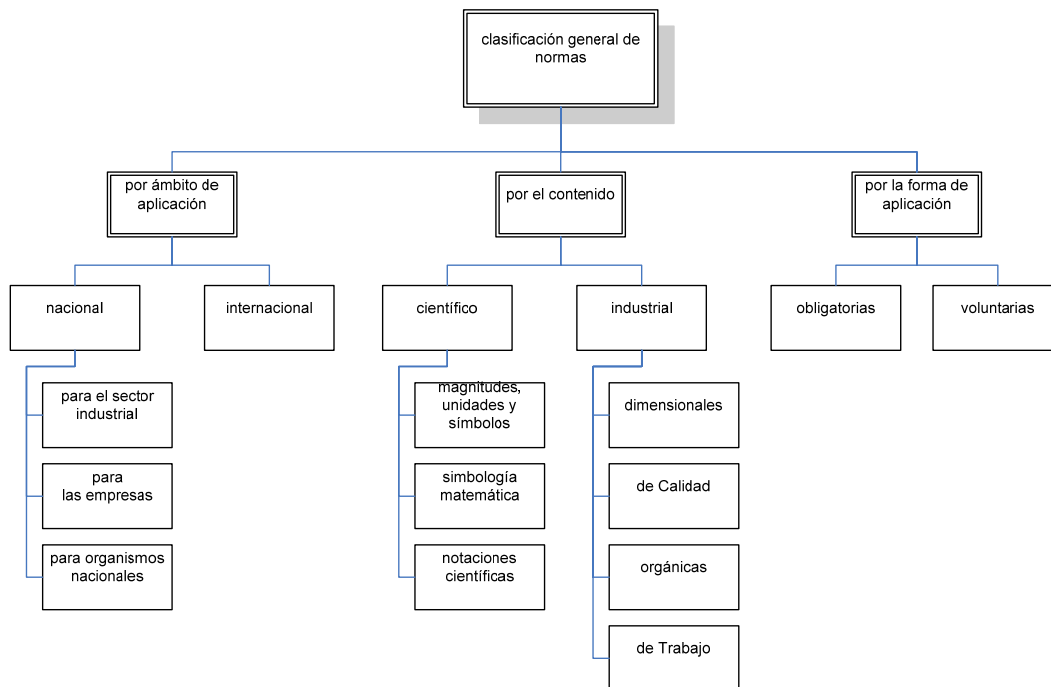 clasificación general de
normas
por ámbito de
aplicación
por el contenido
por la forma de
aplicación
nacional
internacional
científico
industrial
obligatorias
voluntarias
para el sector
industrial
para
las empresas
para organismos
nacionales
magnitudes,
unidades y
símbolos
simbología
matemática
notaciones
científicas
dimensionales
de Calidad
orgánicas
de Trabajo